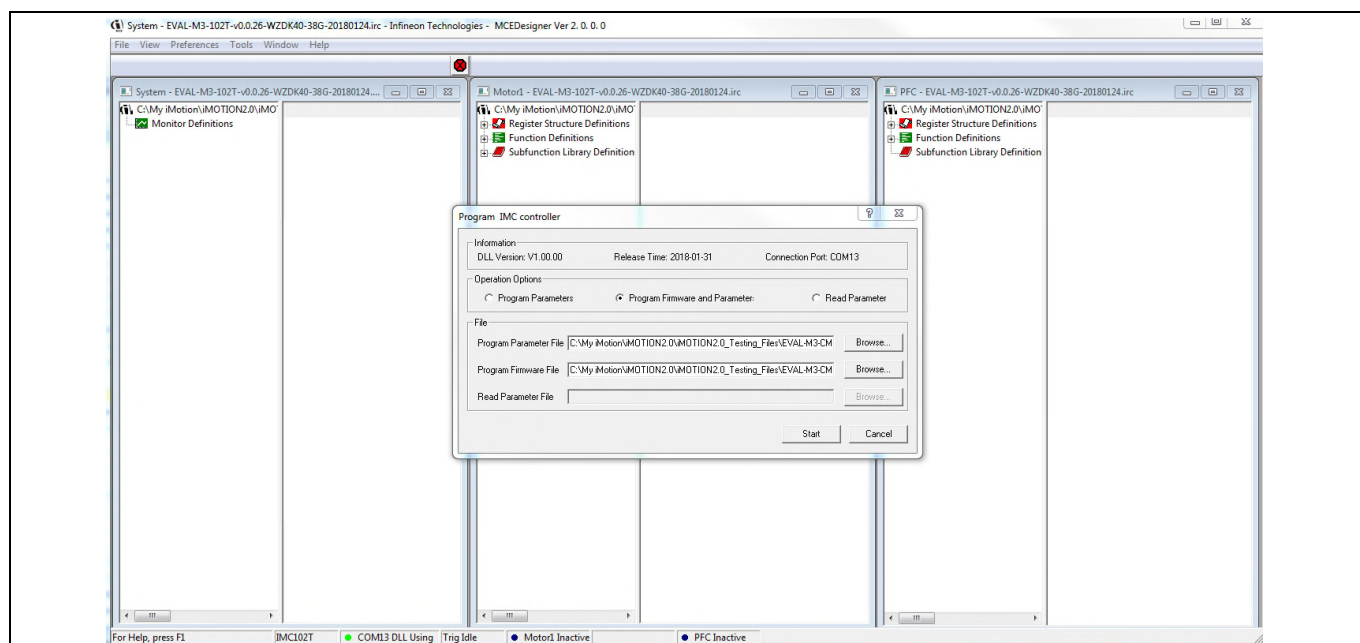 System - EVAL-M3-102T-v0.0.26-WZDK40-38G-20180124.irc - Infineon Technologies - MCEDesigner Ver 2. 0. 0. 0
File View Preferences Tools Window Help
System - EVAL-M3-102T-v0.0.26-WZDK40-38G-20180124....
C:\My iMotion\iMOTION2.0\iMO
Monitor Definitions
Motor1 - EVAL-M3-102T-v0.0.26-WZDK40-38G-20180124.irc
C:\My iMotion\iMOTION2.0\iMO
Register Structure Definitions
Function Definitions
Subfunction Library Definition
PFC - EVAL-M3-102T-v0.0.26-WZDK40-38G-20180124.irc
C:\My iMotion\iMOTION2.0\iMO
Register Structure Definitions
Function Definitions
Subfunction Library Definition
Program IMC controller
Information
DLL Version: V1.00.00 Release Time: 2018-01-31 Connection Port: COM13
Operation Options
Program Parameters Program Firmware and Parameter Read Parameter
File
Program Parameter File C:\My iMotion\iMOTION2.0\iMOTION2.0_Testing_Files\EVAL-M3-CM Browse...
Program Firmware File C:\My iMotion\iMOTION2.0\iMOTION2.0_Testing_Files\EVAL-M3-CM Browse...
Read Parameter File Browse...
Start Cancel
For Help, press F1 IMC102T COM13 DLL Using Trig Idle Motor1 Inactive PFC Inactive